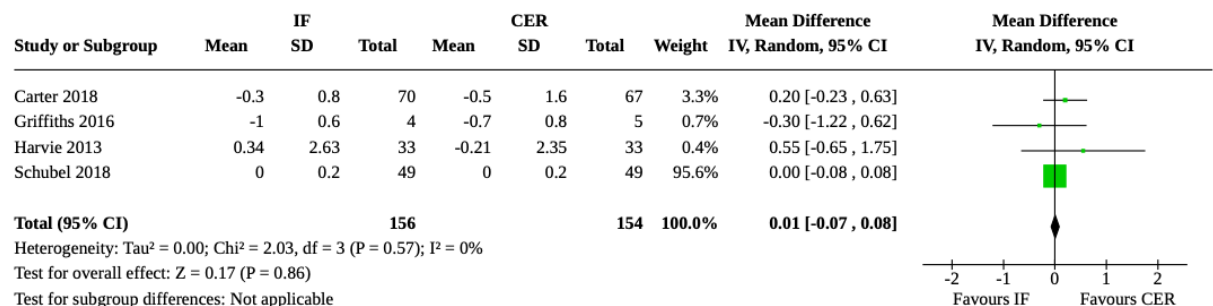 IF CER Mean Difference Mean Difference
Study or Subgroup Mean SD Total Mean SD Total Weight IV, Random, 95% CI IV, Random, 95% CI
Carter 2018 -0.3 0.8 70 -0.5 1.6 67 3.3% 0.20 [-0.23 , 0.63]
Griffiths 2016 -1 0.6 4 -0.7 0.8 5 0.7% -0.30 [-1.22 , 0.62]
Harvie 2013 0.34 2.63 33 -0.21 2.35 33 0.4% 0.55 [-0.65 , 1.75]
Schubel 2018 0 0.2 49 0 0.2 49 95.6% 0.00 [-0.08 , 0.08]
Total (95% CI) 156 154 100.0% 0.01 [-0.07 , 0.08]
Heterogeneity: Tau² = 0.00; Chi² = 2.03, df = 3 (P = 0.57); I² = 0%
Test for overall effect: Z = 0.17 (P = 0.86) -2 -1 0 1 2
Test for subgroup differences: Not applicable Favours IF Favours CER